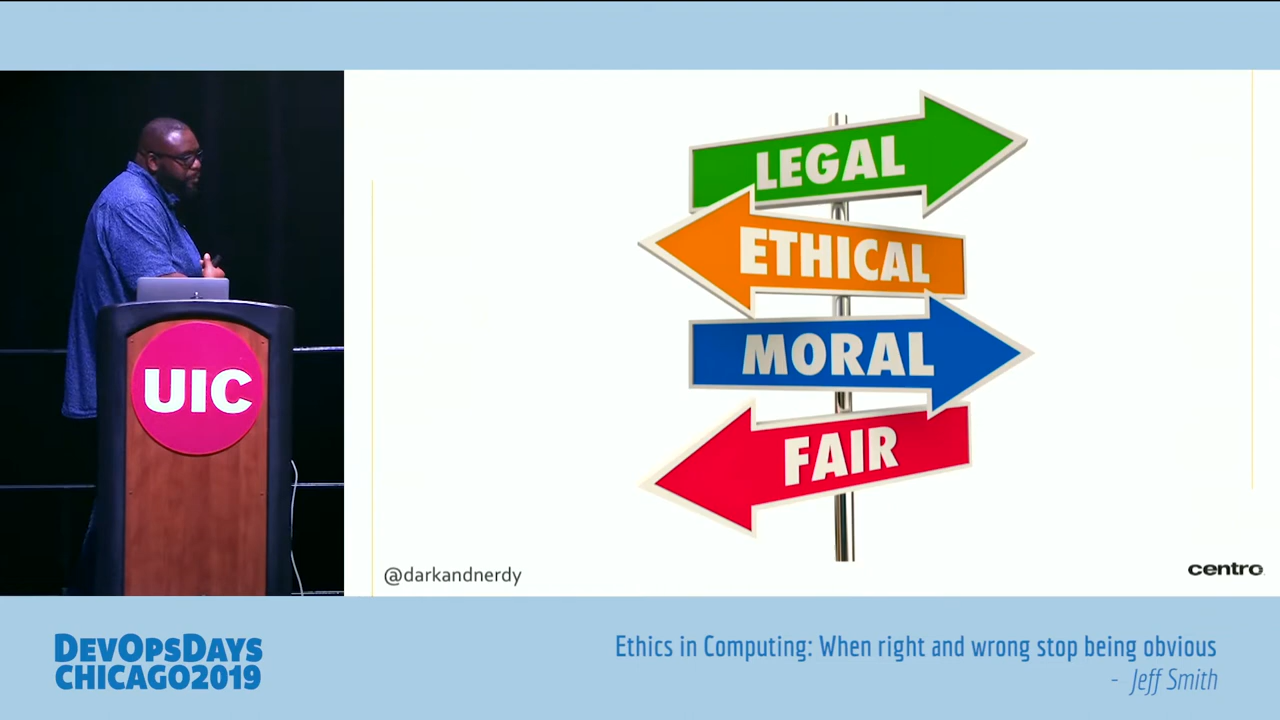 UIC
LEGAL
ETHICAL
MORAL
FAIR
@darkandnerdy
centro
DEVOPSDAYS
CHICAGO2019
Ethics in Computing: When right and wrong stop being obvious
- Jeff Smith